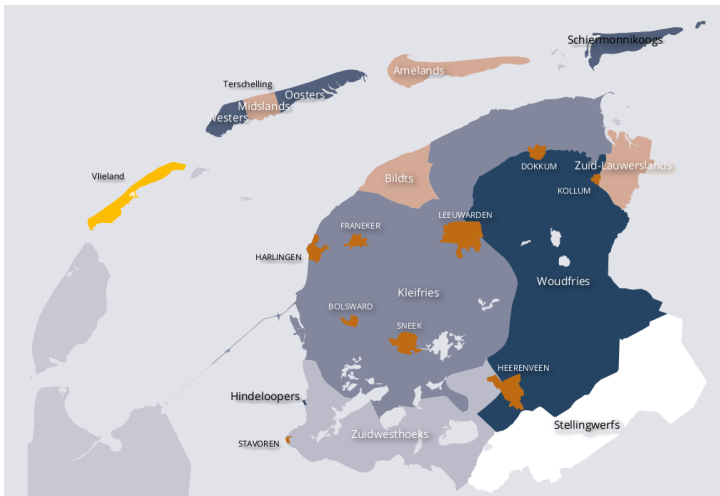 Schiermonnikoogs
Amelands
Terschelling
Oosters
Midslands
Westers
Vlieland
Zuid-Lauwerslands
DOKKUM
KOLLUM
Bildts
LEEUWARDEN
FRANEKER
HARLINGEN
Woudfries
Kleifries
BOLSWARD
SNEEK
HEERENVEEN
Hindeloopers
Stellingwerfs
Zuidwesthoeks
STAVOREN